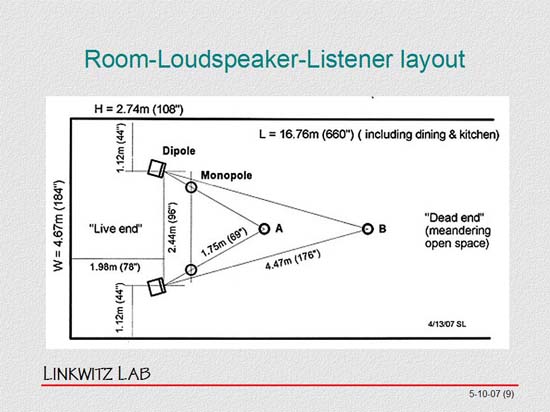 Room-Loudspeaker-Listener layout
H = 2.74m (108")
L = 16.76m (660") ( including dining & kitchen)
1.12m (44")
Dipole
Monopole
W = 4.67m (184")
"Live end"
2.44m (96")
1.75m (69")
A
B
"Dead end"
(meandering
open space)
1.98m (78")
4.47m (176")
1.12m (44")
4/13/07 SL
LINKWITZ LAB
5-10-07 (9)